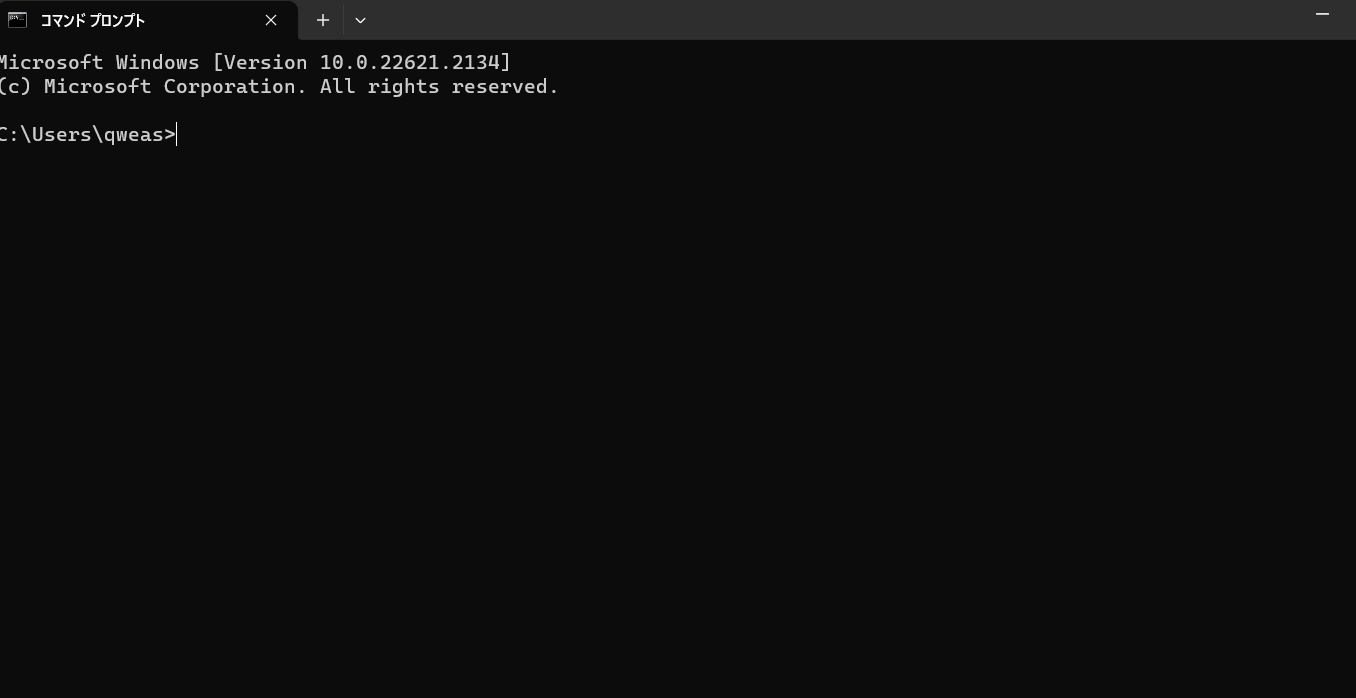 コマンド プロンプト
Microsoft Windows [Version 10.0.22621.2134]
(c) Microsoft Corporation. All rights reserved.
C:\Users\qweas>